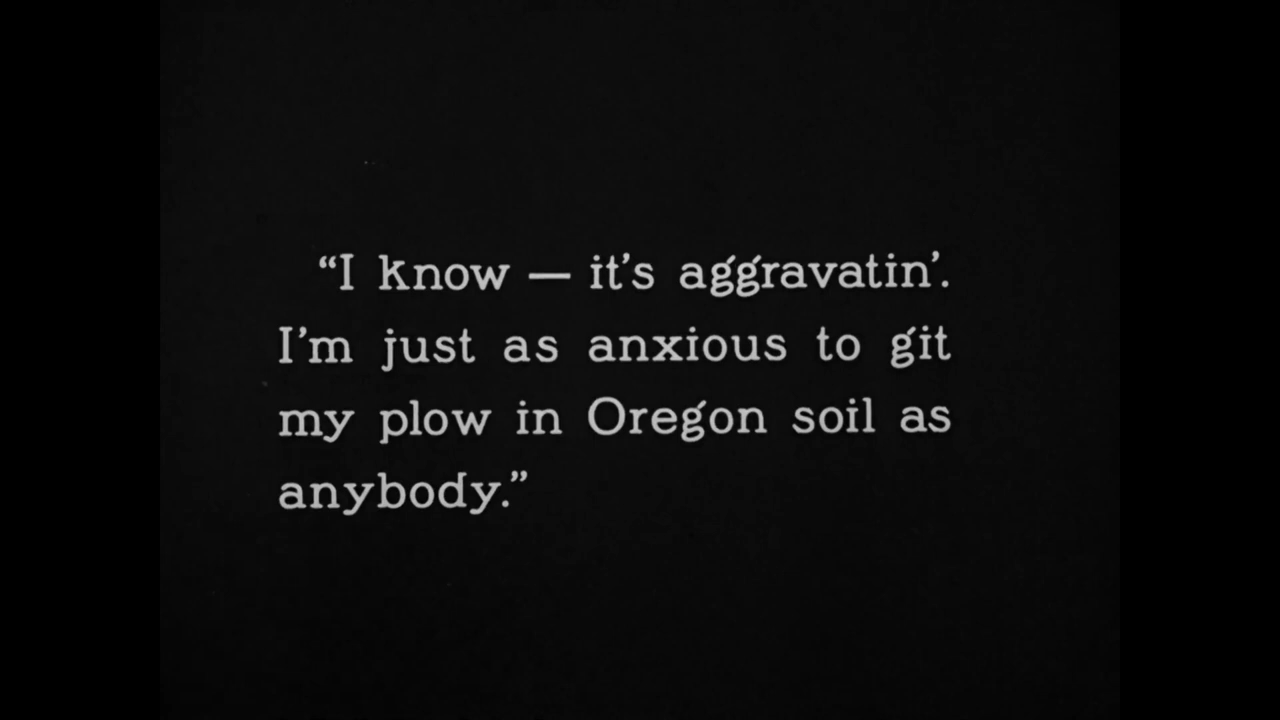 “I know — it’s aggravatin’.
I’m just as anxious to git
my plow in Oregon soil as
anybody.”